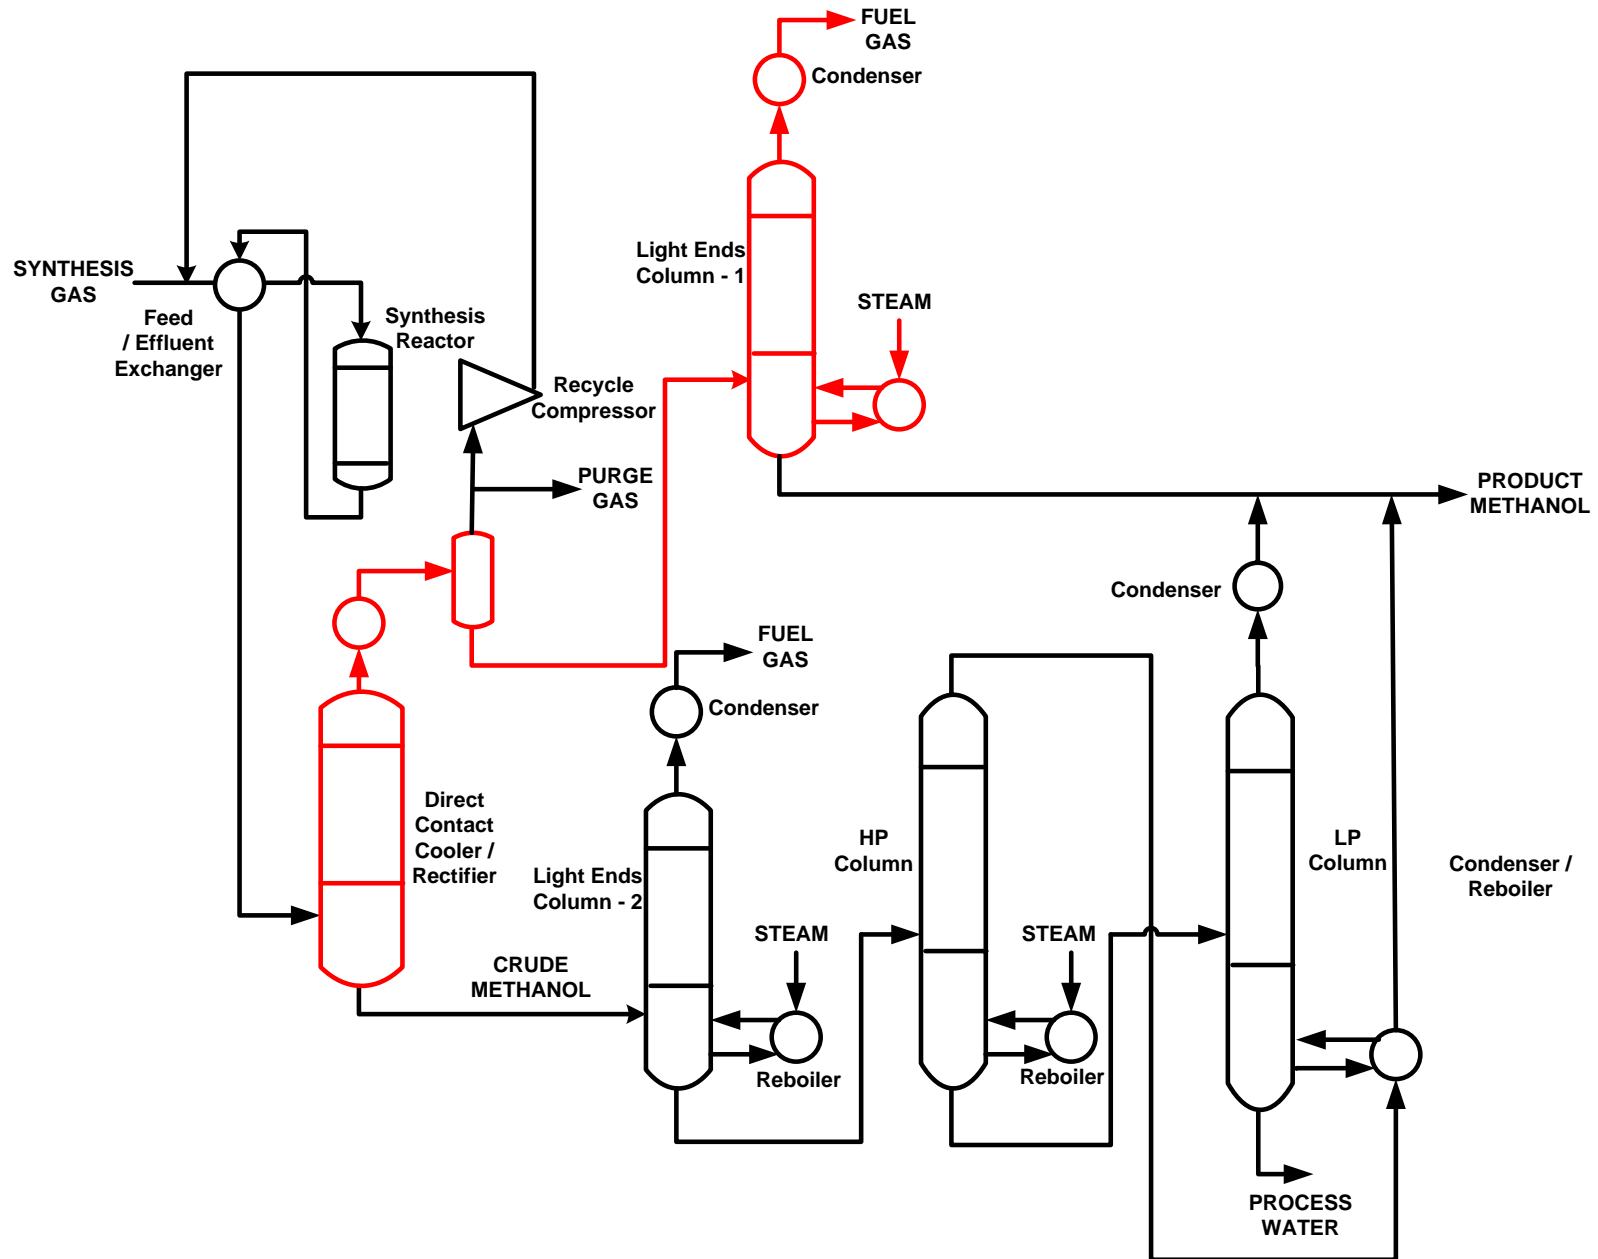 FUEL
GAS
Condenser
SYNTHESIS
GAS
Feed
/ Effluent
Exchanger
Synthesis
Reactor
Recycle
Compressor
PURGE
GAS
Light Ends
Column - 1
STEAM
PRODUCT
METHANOL
Condenser
FUEL
GAS
Condenser
Direct
Contact
Cooler /
Rectifier
Light Ends
Column - 2
HP
Column
LP
Column
Condenser /
Reboiler
STEAM
STEAM
CRUDE
METHANOL
Reboiler
Reboiler
PROCESS
WATER